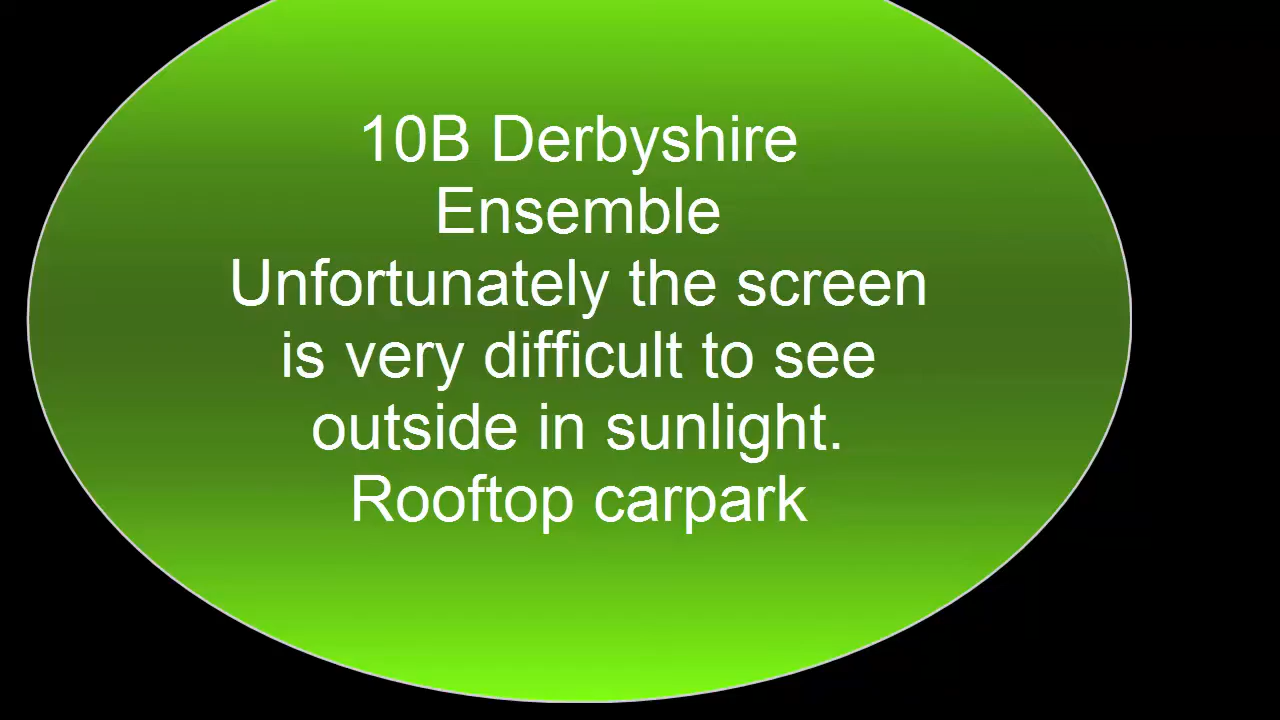 10B Derbyshire
Ensemble
Unfortunately the screen
is very difficult to see
outside in sunlight.
Rooftop carpark